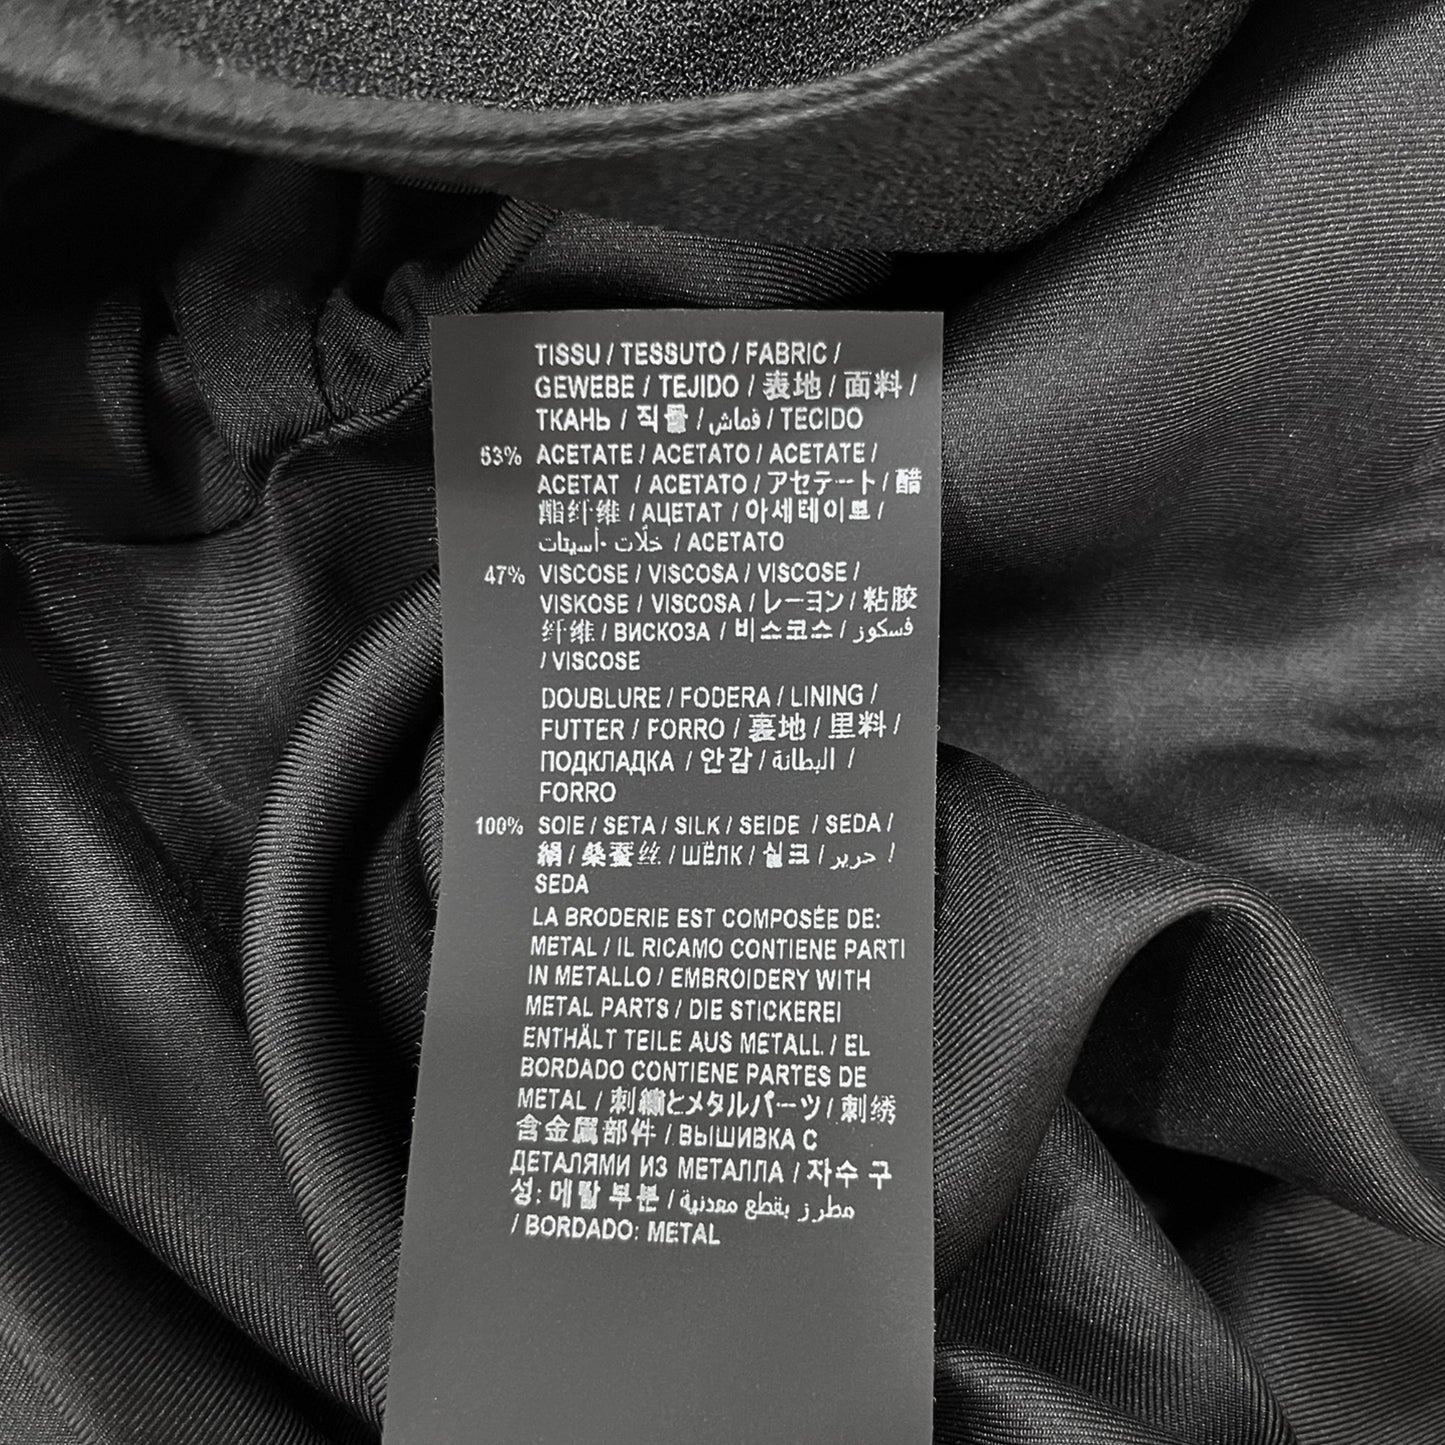 TISSU / TESSUTO / FABRIC /
GEWEBE / TEJIDO / 表地 / 面料 /
ТКАНЬ / 직물 / قماش / TECIDO
53% ACETATE / ACETATO / ACETATE /
ACETAT / ACETATO / アセテート / 醋
酯纤维 / АЦЕТАТ / 아세테이트 /
خلّات - أسيتات / ACETATO
47% VISCOSE / VISCOSA / VISCOSE /
VISKOSE / VISCOSA / レーヨン / 粘胶
纤维 / ВИСКОЗА / 비스코스 / فسكوز
/ VISCOSE
DOUBLURE / FODERA / LINING /
FUTTER / FORRO / 裏地 / 里料 /
ПОДКЛАДКА / 안감 / البطانة /
FORRO
100% SOIE / SETA / SILK / SEIDE / SEDA /
絹 / 桑蚕丝 / ШЁЛК / 실크 / حرير /
SEDA
LA BRODERIE EST COMPOSÉE DE:
METAL / IL RICAMO CONTIENE PARTI
IN METALLO / EMBROIDERY WITH
METAL PARTS / DIE STICKEREI
ENTHÄLT TEILE AUS METALL / EL
BORDADO CONTIENE PARTES DE
METAL / 刺繍とメタルパーツ / 刺绣
含金属部件 / ВЫШИВКА С
ДЕТАЛЯМИ ИЗ МЕТАЛЛА / 자수 구
성: 메탈 부분 / مطرز بقطع معدنية
/ BORDADO: METAL